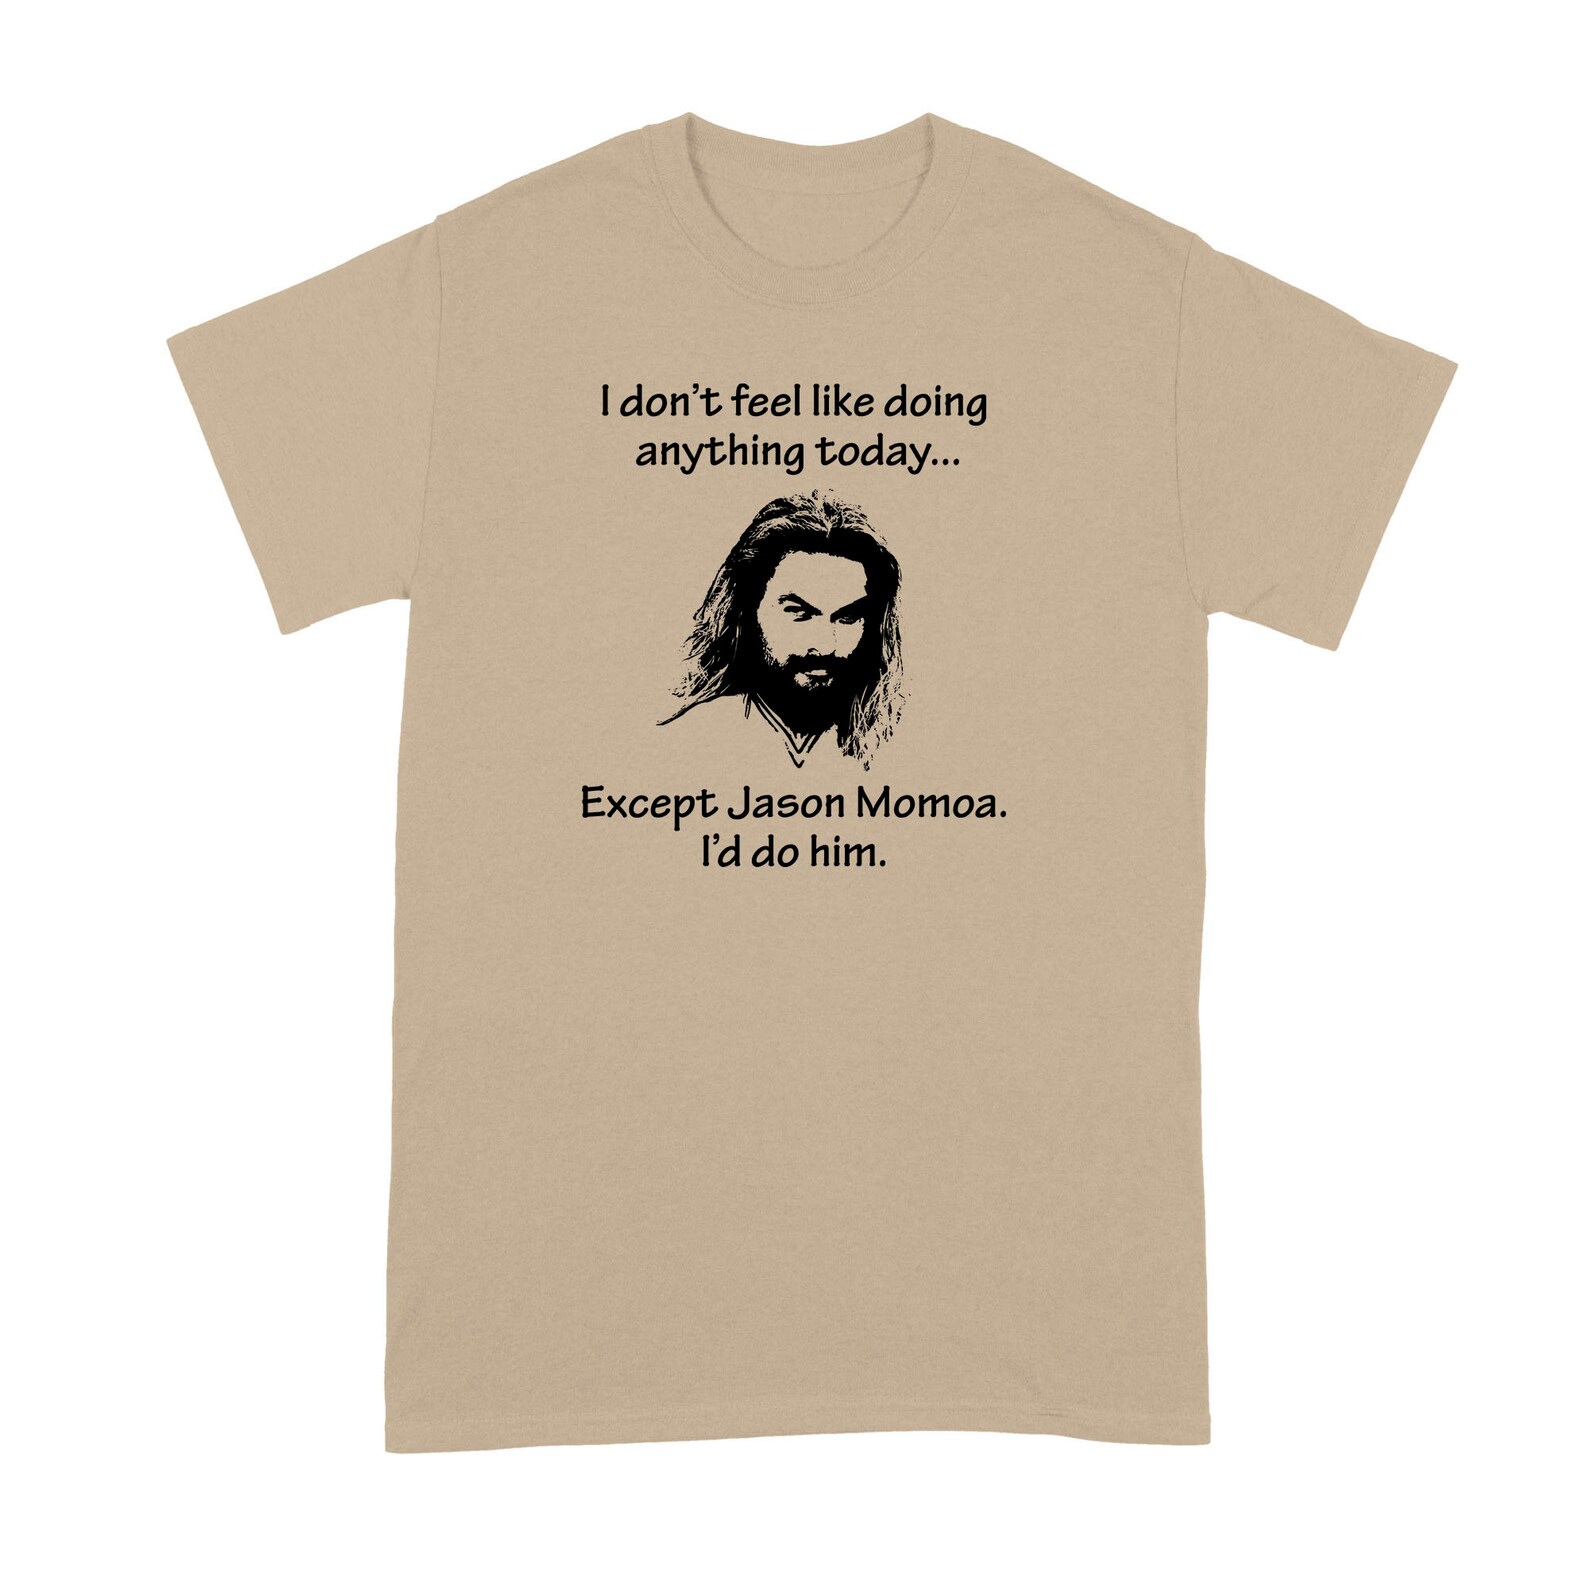 I don't feel like doing
anything today...
Except Jason Momoa.
I'd do him.